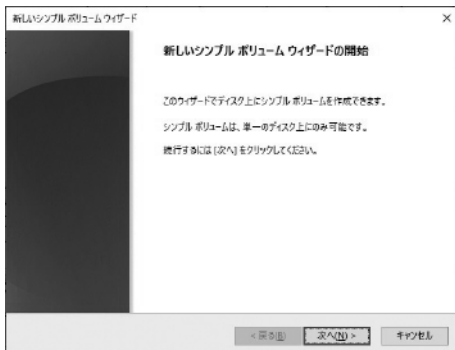 新しいシンプル ボリューム ウィザード
新しいシンプル ボリューム ウィザードの開始
このウィザードでディスク上にシンプル ボリュームを作成できます。
シンプル ボリュームは、単一のディスク上にのみ可能です。
続行するには [次へ] をクリックしてください。
< 戻る(B) 次へ(N) > キャンセル